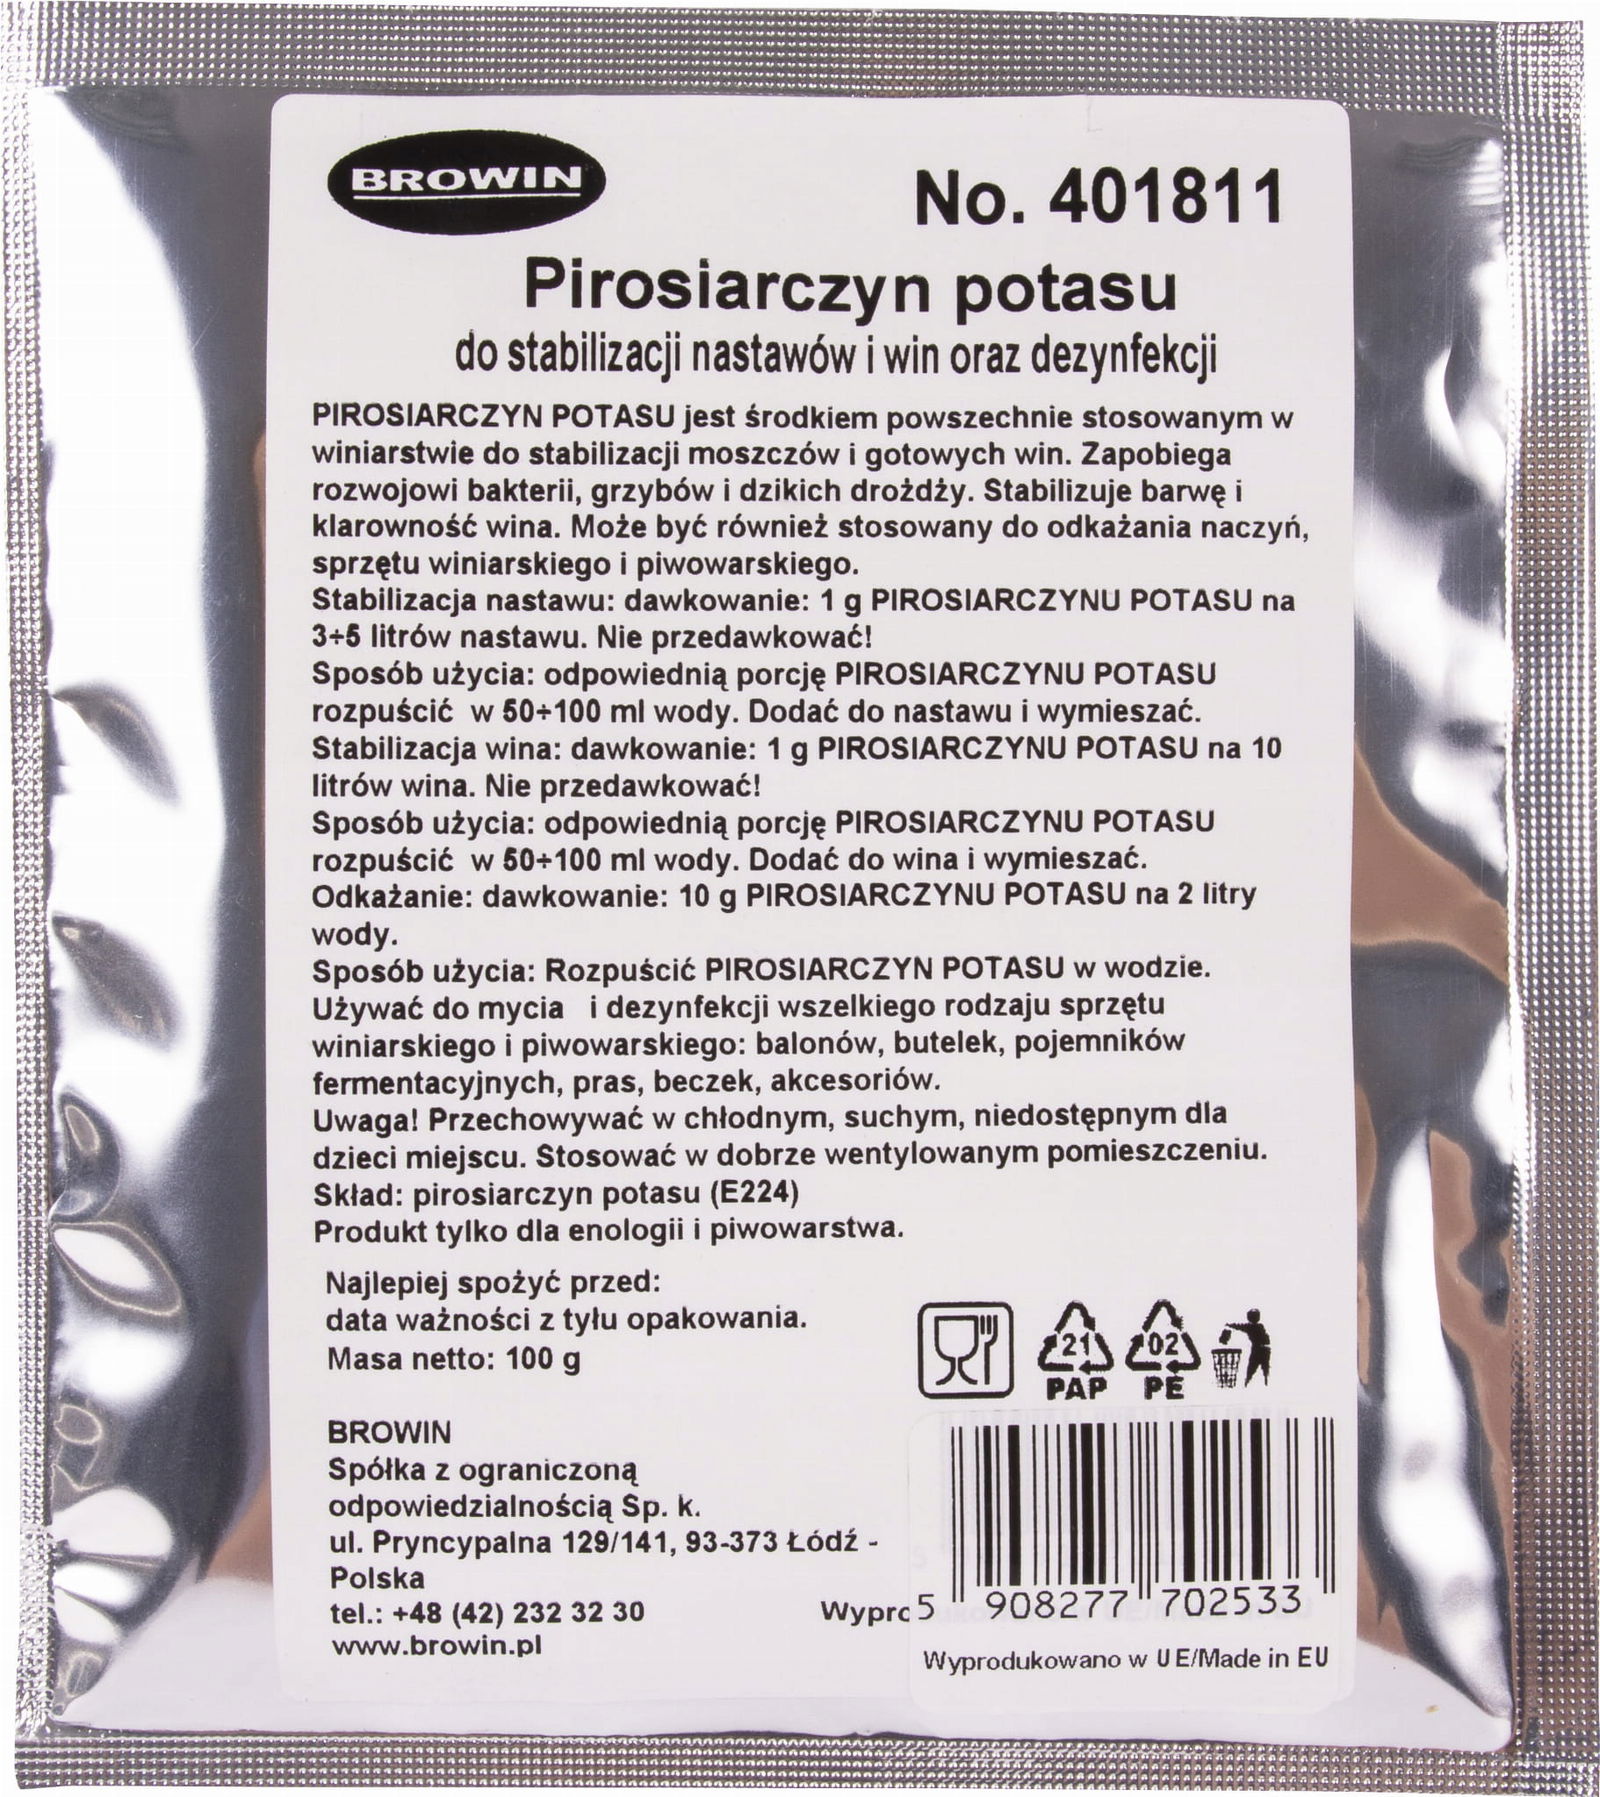 BROWIN
No. 401811
Pirosiarczyn potasu
do stabilizacji nastawów i win oraz dezynfekcji
PIROSIARCZYN POTASU jest środkiem powszechnie stosowanym w
winiarstwie do stabilizacji moszczów i gotowych win. Zapobiega
rozwojowi bakterii, grzybów i dzikich drożdży. Stabilizuje barwę i
klarowność wina. Może być również stosowany do odkażania naczyń,
sprzętu winiarskiego i piwowarskiego.
Stabilizacja nastawu: dawkowanie: 1 g PIROSIARCZYNU POTASU na
3÷5 litrów nastawu. Nie przedawkować!
Sposób użycia: odpowiednią porcję PIROSIARCZYNU POTASU
rozpuścić w 50÷100 ml wody. Dodać do nastawu i wymieszać.
Stabilizacja wina: dawkowanie: 1 g PIROSIARCZYNU POTASU na 10
litrów wina. Nie przedawkować!
Sposób użycia: odpowiednią porcję PIROSIARCZYNU POTASU
rozpuścić w 50÷100 ml wody. Dodać do wina i wymieszać.
Odkażanie: dawkowanie: 10 g PIROSIARCZYNU POTASU na 2 litry
wody.
Sposób użycia: Rozpuścić PIROSIARCZYN POTASU w wodzie.
Używać do mycia i dezynfekcji wszelkiego rodzaju sprzętu
winiarskiego i piwowarskiego: balonów, butelek, pojemników
fermentacyjnych, pras, beczek, akcesoriów.
Uwaga! Przechowywać w chłodnym, suchym, niedostępnym dla
dzieci miejscu. Stosować w dobrze wentylowanym pomieszczeniu.
Skład: pirosiarczyn potasu (E224)
Produkt tylko dla enologii i piwowarstwa.
Najlepiej spożyć przed:
data ważności z tyłu opakowania.
Masa netto: 100 g
21 02
PAP PE
BROWIN
Spółka z ograniczoną
odpowiedzialnością Sp. k.
ul. Pryncypalna 129/141, 93-373 Łódź -
Polska
tel.: +48 (42) 232 32 30
www.browin.pl
5 908277 702533
Wyprodukowano w UE/Made in EU